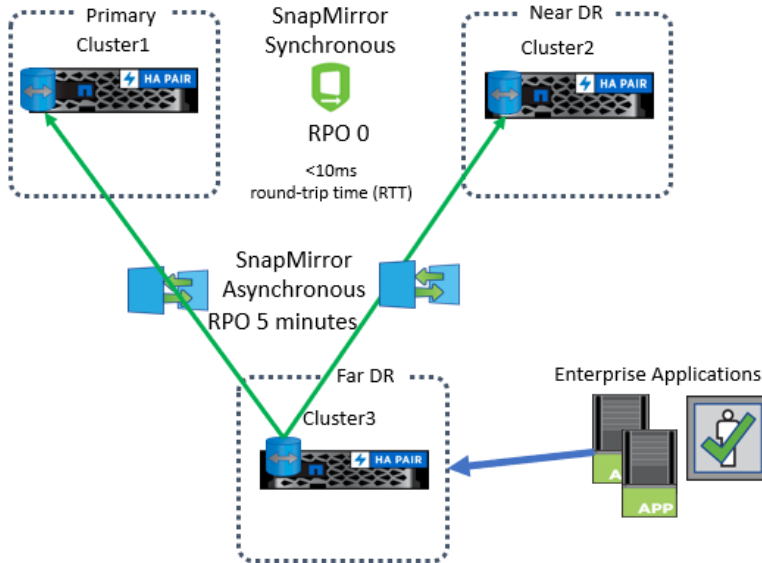 Primary
Cluster1
HA PAIR
SnapMirror
Synchronous
RPO 0
<10ms
round-trip time (RTT)
Near DR
Cluster2
HA PAIR
SnapMirror
Asynchronous
RPO 5 minutes
Far DR
Cluster3
HA PAIR
Enterprise Applications
A
APP